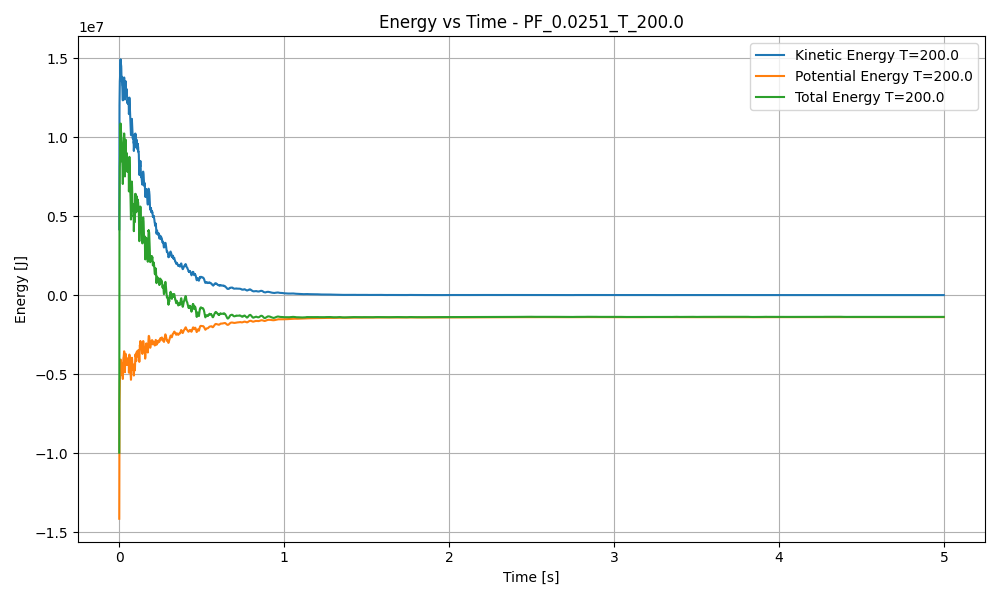 Energy vs Time - PF_0.0251_T_200.0
1e7
Kinetic Energy T=200.0
Potential Energy T=200.0
Total Energy T=200.0
Energy [J]
1.5
1.0
0.5
0.0
−0.5
−1.0
−1.5
0 1 2 3 4 5
Time [s]